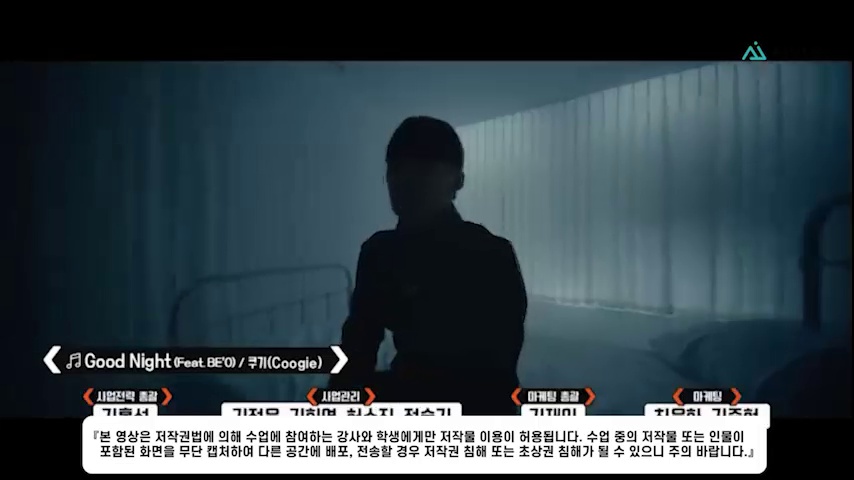 Good Night (Feat. BE'O) / 쿠기(Coogie)
사업전략 총괄
사업관리
마케팅 총괄
마케팅
『본 영상은 저작권법에 의해 수업에 참여하는 강사와 학생에게만 저작물 이용이 허용됩니다. 수업 중의 저작물 또는 인물이
포함된 화면을 무단 캡처하여 다른 공간에 배포, 전송할 경우 저작권 침해 또는 초상권 침해가 될 수 있으니 주의 바랍니다.』